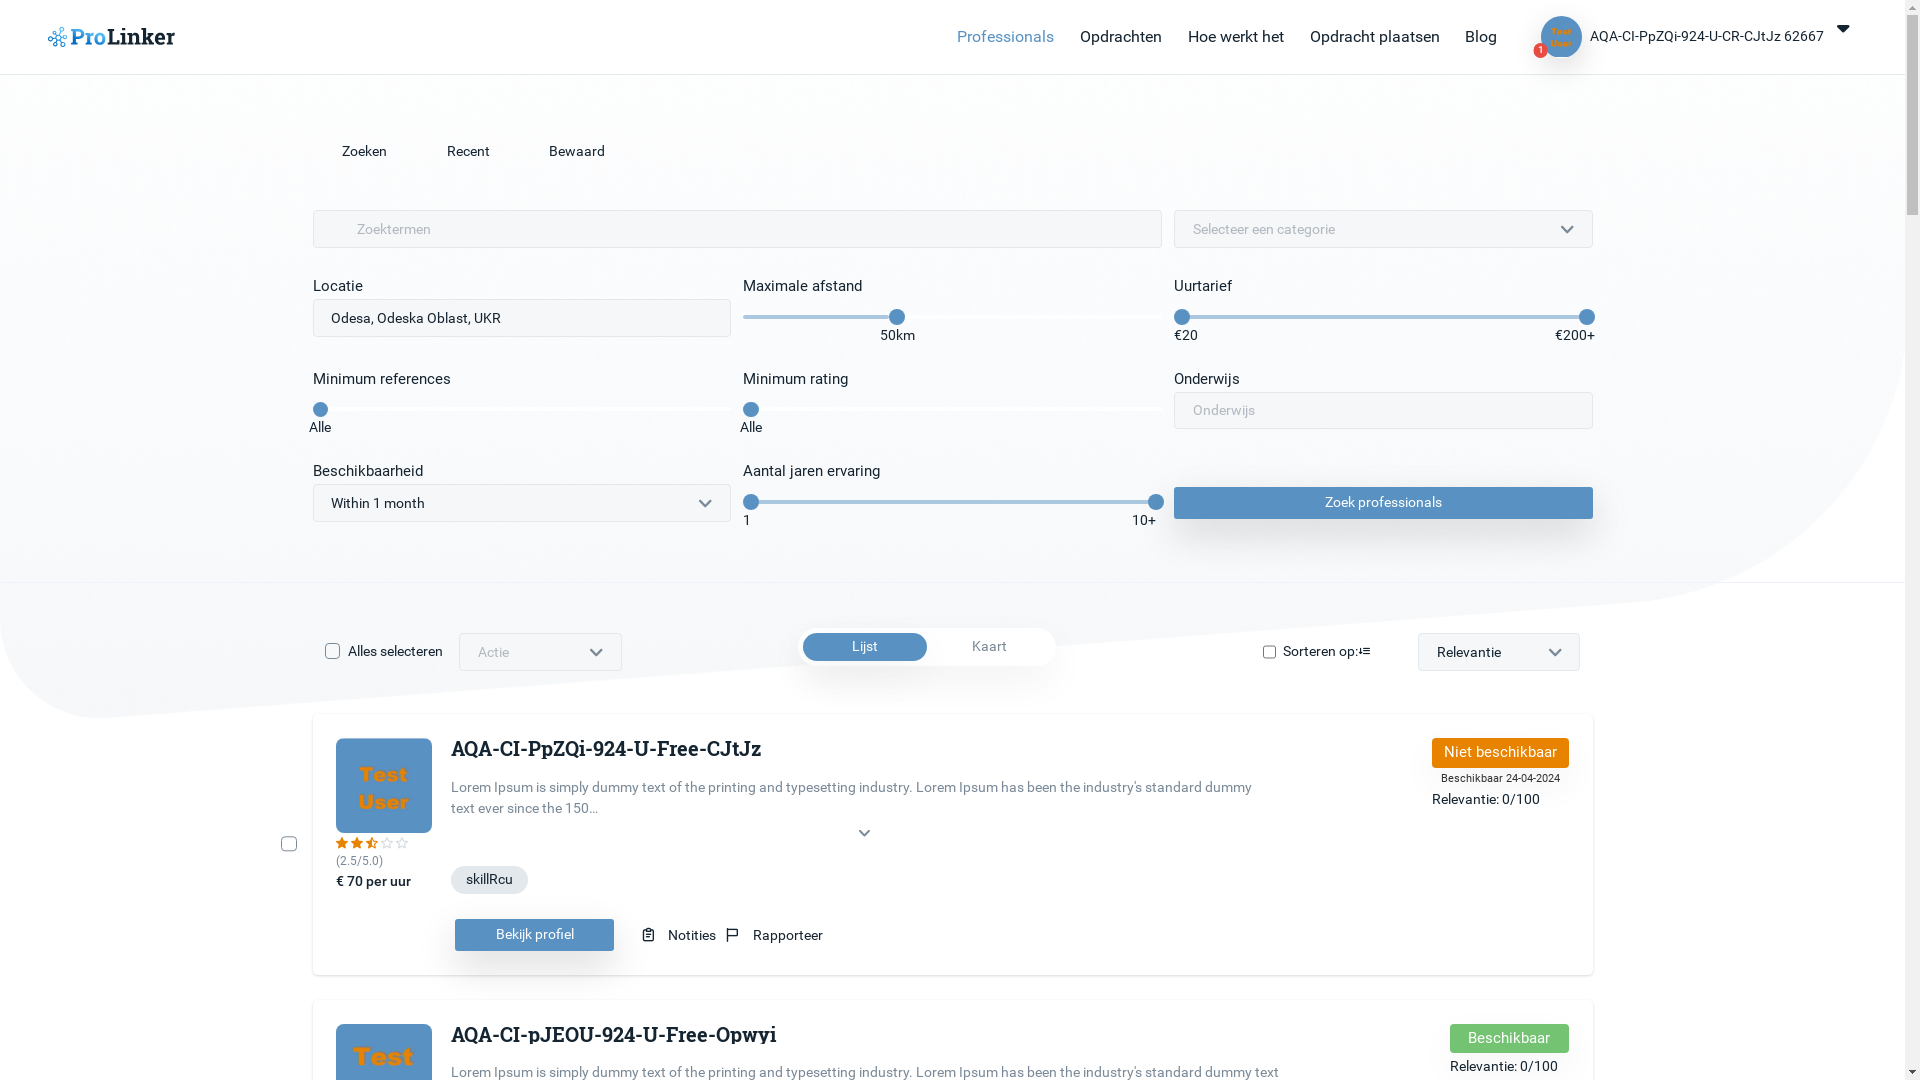 ProLinker
Professionals
Opdrachten
Hoe werkt het
Opdracht plaatsen
Blog
Test
User
1
AQA-CI-PpZQi-924-U-CR-CJtJz 62667
Zoeken
Recent
Bewaard
Zoektermen
Selecteer een categorie
Locatie
Maximale afstand
Uurtarief
Odesa, Odeska Oblast, UKR
50km
€20
€200+
Minimum references
Minimum rating
Onderwijs
Onderwijs
Alle
Alle
Beschikbaarheid
Aantal jaren ervaring
Within 1 month
1
10+
Zoek professionals
Alles selecteren
Actie
Lijst
Kaart
Sorteren op:
Relevantie
Test
User
(2.5/5.0)
€ 70 per uur
AQA-CI-PpZQi-924-U-Free-CJtJz
Lorem Ipsum is simply dummy text of the printing and typesetting industry. Lorem Ipsum has been the industry's standard dummy
text ever since the 150...
skillRcu
Bekijk profiel
Notities
Rapporteer
Niet beschikbaar
Beschikbaar 24-04-2024
Relevantie: 0/100
Test
AQA-CI-pJEOU-924-U-Free-Opwyi
Lorem Ipsum is simply dummy text of the printing and typesetting industry. Lorem Ipsum has been the industry's standard dummy text
Beschikbaar
Relevantie: 0/100